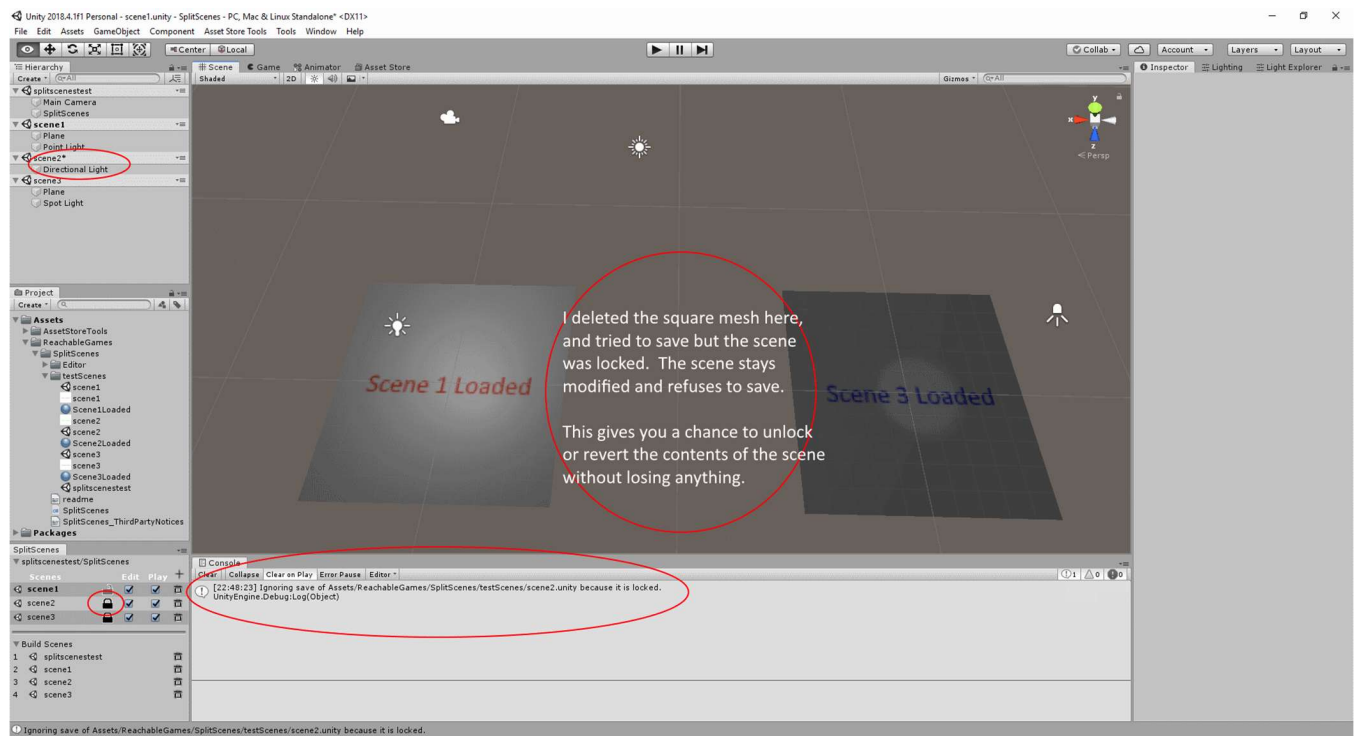 Unity 2018.4.1f1 Personal - scene1.unity - SplitScenes - PC, Mac & Linux Standalone* <DX11>
File Edit Assets GameObject Component Asset Store Tools Tools Window Help
Center Local Collab Account Layers Layout
Hierarchy
Create All
splitscenestest
Main Camera
SplitScenes
scene1
Plane
Point Light
scene2*
Directional Light
scene3
Plane
Spot Light
Scene Game Animator Asset Store
Shaded 2D Gizmos All
y
x
z
Persp
Scene 1 Loaded
I deleted the square mesh here,
and tried to save but the scene
was locked. The scene stays
modified and refuses to save.
This gives you a chance to unlock
or revert the contents of the scene
without losing anything.
Scene 3 Loaded
Inspector Lighting Light Explorer
Project
Create
Assets
AssetStoreTools
ReachableGames
SplitScenes
Editor
testScenes
scene1
scene1
Scene1Loaded
scene2
scene2
Scene2Loaded
scene3
scene3
Scene3Loaded
splitscenestest
readme
SplitScenes
SplitScenes_ThirdPartyNotices
Packages
SplitScenes
splitscenestest/SplitScenes
Scenes Edit Play +
scene1
scene2
scene3
Build Scenes
1 splitscenestest
2 scene1
3 scene2
4 scene3
Console
Clear Collapse Clear on Play Error Pause Editor 1 0 0
[22:48:23] Ignoring save of Assets/ReachableGames/SplitScenes/testScenes/scene2.unity because it is locked.
UnityEngine.Debug:Log(Object)
Ignoring save of Assets/ReachableGames/SplitScenes/testScenes/scene2.unity because it is locked.